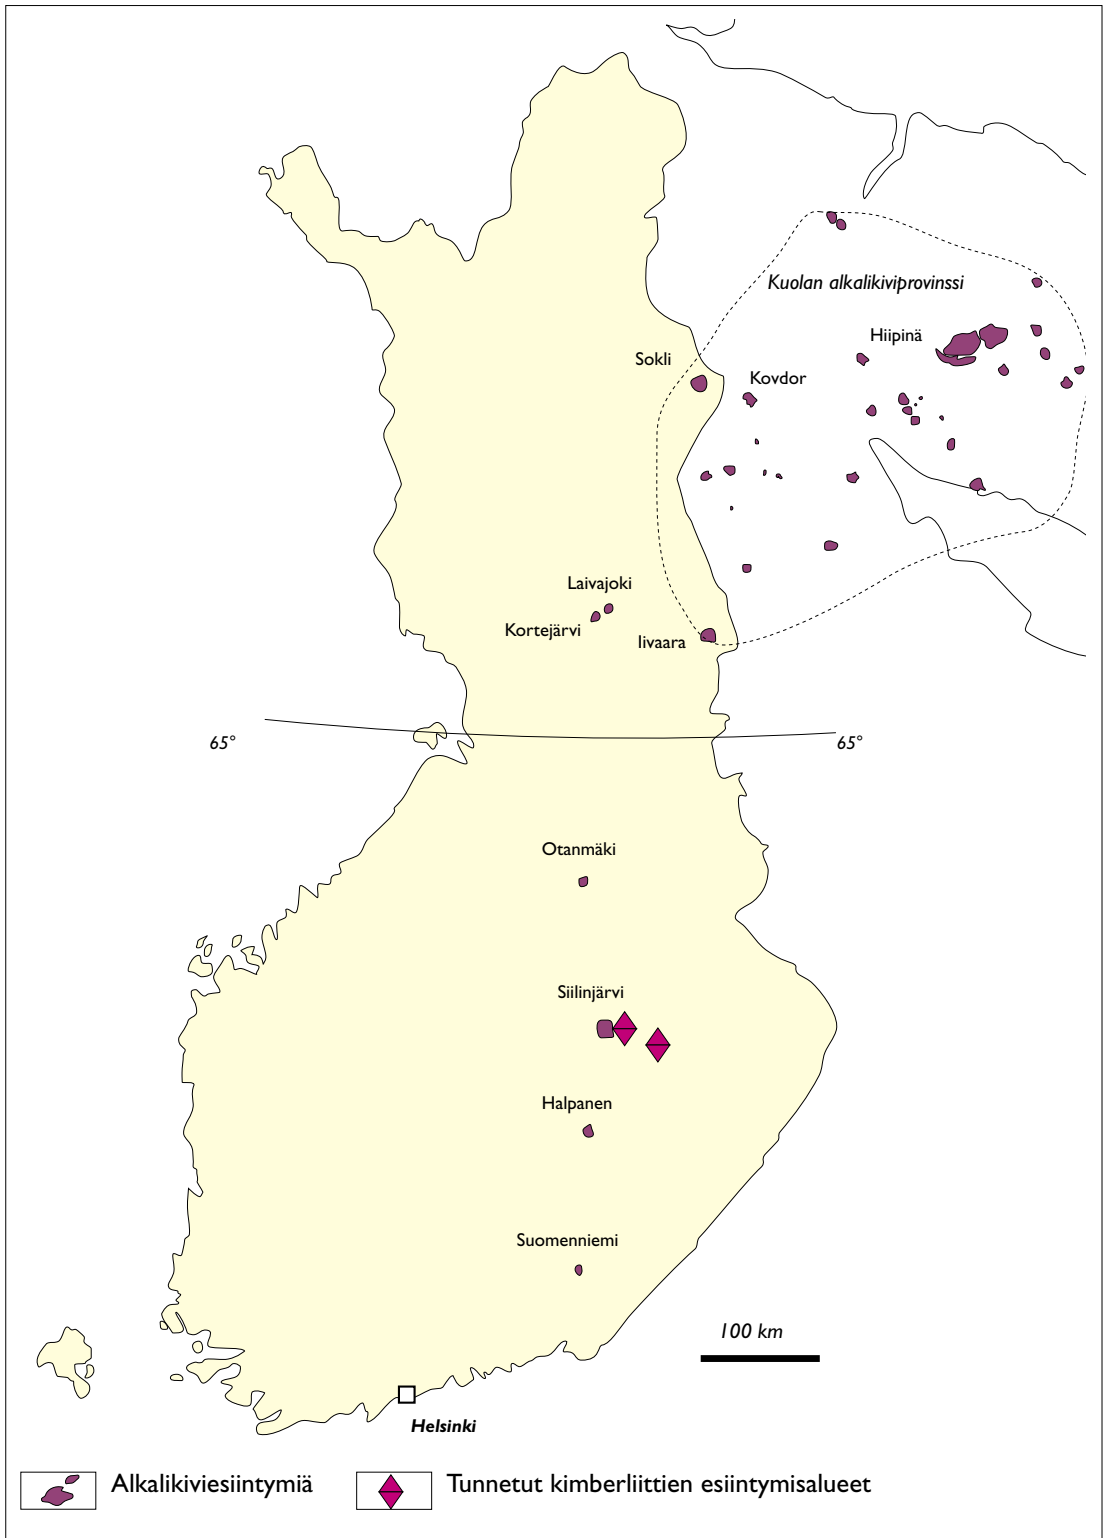 Kuolan alkalikiviprovinssi
Hiipinä
Sokli
Kovdor
Laivajoki
Kortejärvi
Iivaara
65°
65°
Otanmäki
Siilinjärvi
Halpanen
Suomenniemi
100 km
Helsinki
Alkalikiviesiintymiä
Tunnetut kimberliittien esiintymisalueet